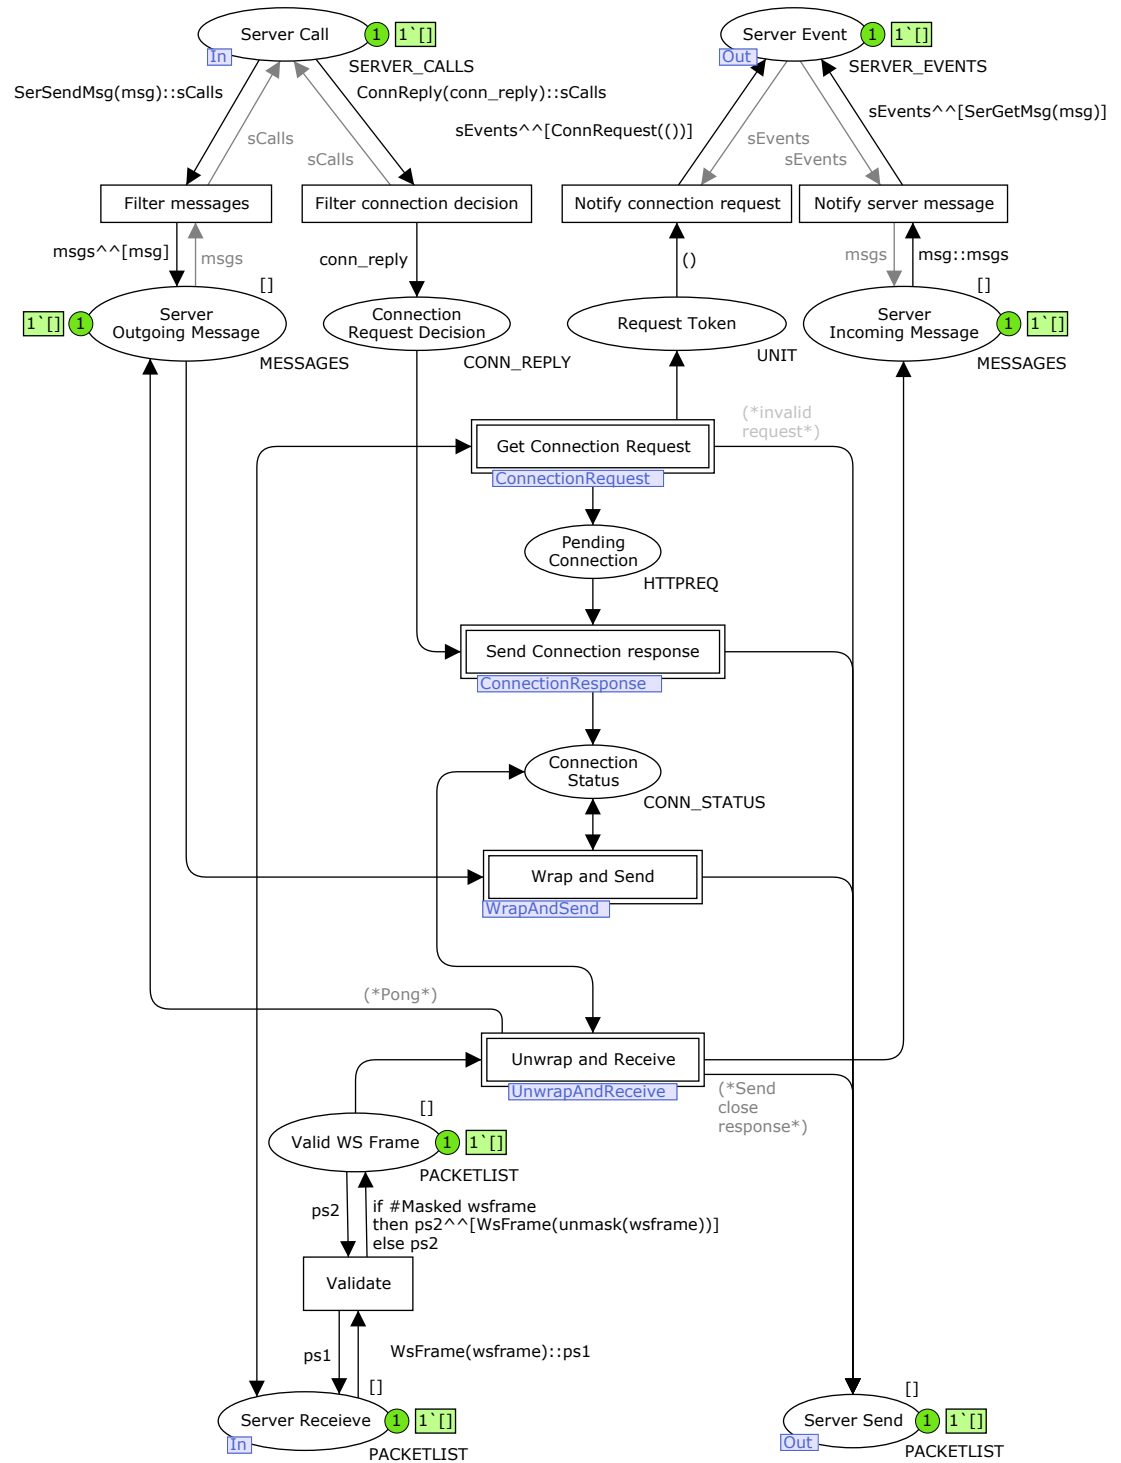 Server Call
1
1`[]
In
SERVER_CALLS
Server Event
1
1`[]
Out
SERVER_EVENTS
SerSendMsg(msg)::sCalls
ConnReply(conn_reply)::sCalls
sCalls
sCalls
sEvents^^[ConnRequest(())]
sEvents
sEvents
sEvents^^[SerGetMsg(msg)]
Filter messages
Filter connection decision
Notify connection request
Notify server message
msgs^^[msg]
msgs
conn_reply
()
msgs
msg::msgs
[]
1`[]
1
Server
Outgoing Message
MESSAGES
Connection
Request Decision
CONN_REPLY
Request Token
UNIT
[]
Server
Incoming Message
1
1`[]
MESSAGES
Get Connection Request
ConnectionRequest
(*invalid
request*)
Pending
Connection
HTTPREQ
Send Connection response
ConnectionResponse
Connection
Status
CONN_STATUS
Wrap and Send
WrapAndSend
(*Pong*)
Unwrap and Receive
UnwrapAndReceive
(*Send
close
response*)
[]
Valid WS Frame
1
1`[]
PACKETLIST
ps2
if #Masked wsframe
then ps2^^[WsFrame(unmask(wsframe))]
else ps2
Validate
ps1
WsFrame(wsframe)::ps1
[]
Server Receieve
1
1`[]
In
PACKETLIST
[]
Server Send
1
1`[]
Out
PACKETLIST